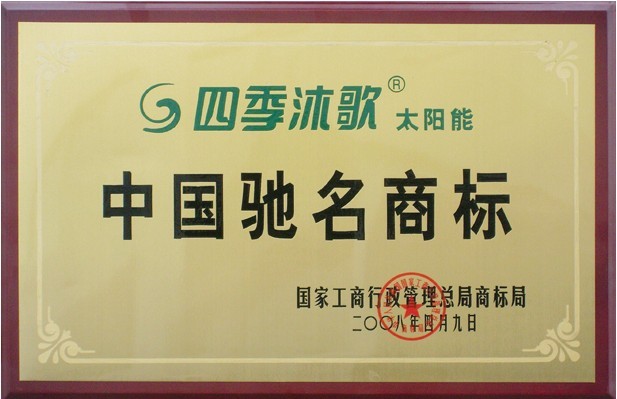 四季沐歌® 太阳能
中国驰名商标
国家工商行政管理总局商标局
二〇〇八年四月九日